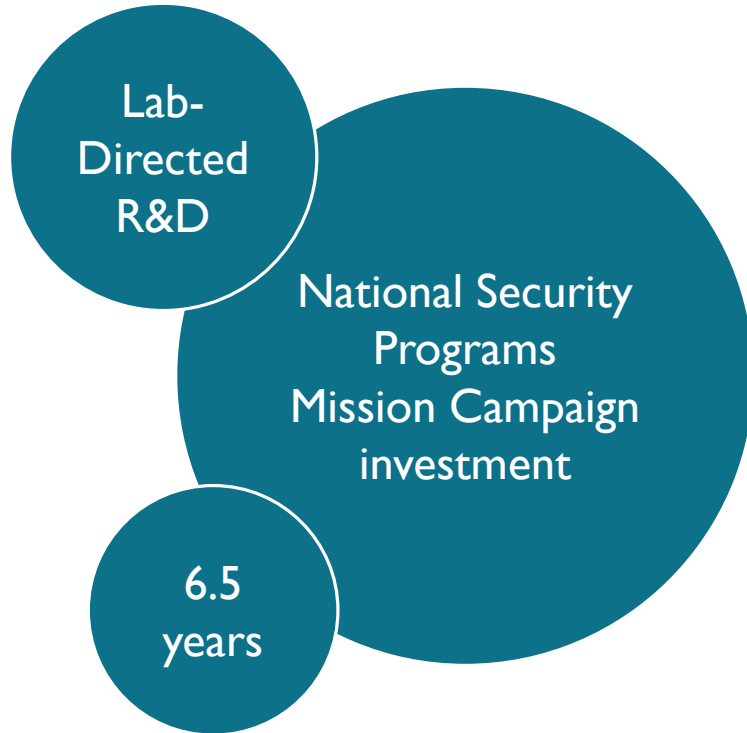 Lab-
Directed
R&D
National Security
Programs
Mission Campaign
investment
6.5
years